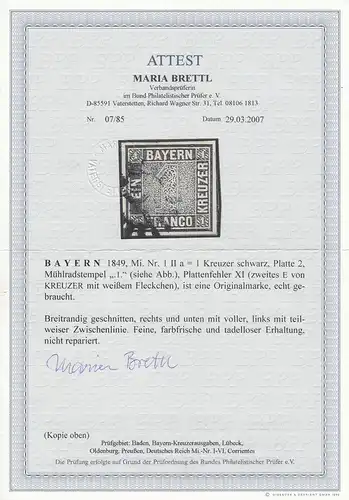 ATTEST
MARIA BRETTL
Verbandsprüferin
im Bund Philatelistischer Prüfer e. V.
D-85591 Vaterstetten, Richard Wagner Str. 31, Tel. 08106 1813
Nr. 07/85 Datum 29.03.2007
BAYERN
EIN
KREUZER
FRANCO
BAYERN 1849, Mi. Nr. 1 II a = 1 Kreuzer schwarz, Platte 2,
Mühlradstempel „1." (siehe Abb.), Plattenfehler XI (zweites E von
KREUZER mit weißem Fleckchen), ist eine Originalmarke, echt ge-
braucht.
Breitrandig geschnitten, rechts und unten mit voller, links mit teil-
weiser Zwischenlinie. Feine, farbfrische und tadelloser Erhaltung,
nicht repariert.
Maria Brettl
(Kopie oben)
Prüfgebiet: Baden, Bayern-Kreuzerausgaben, Lübeck,
Oldenburg, Preußen, Deutsches Reich Mi.-Nr. I-VI, Corrientes
Die Prüfung erfolgte auf Grund der Prüfordnung des Bundes Philatelistischer Prüfer e.V.